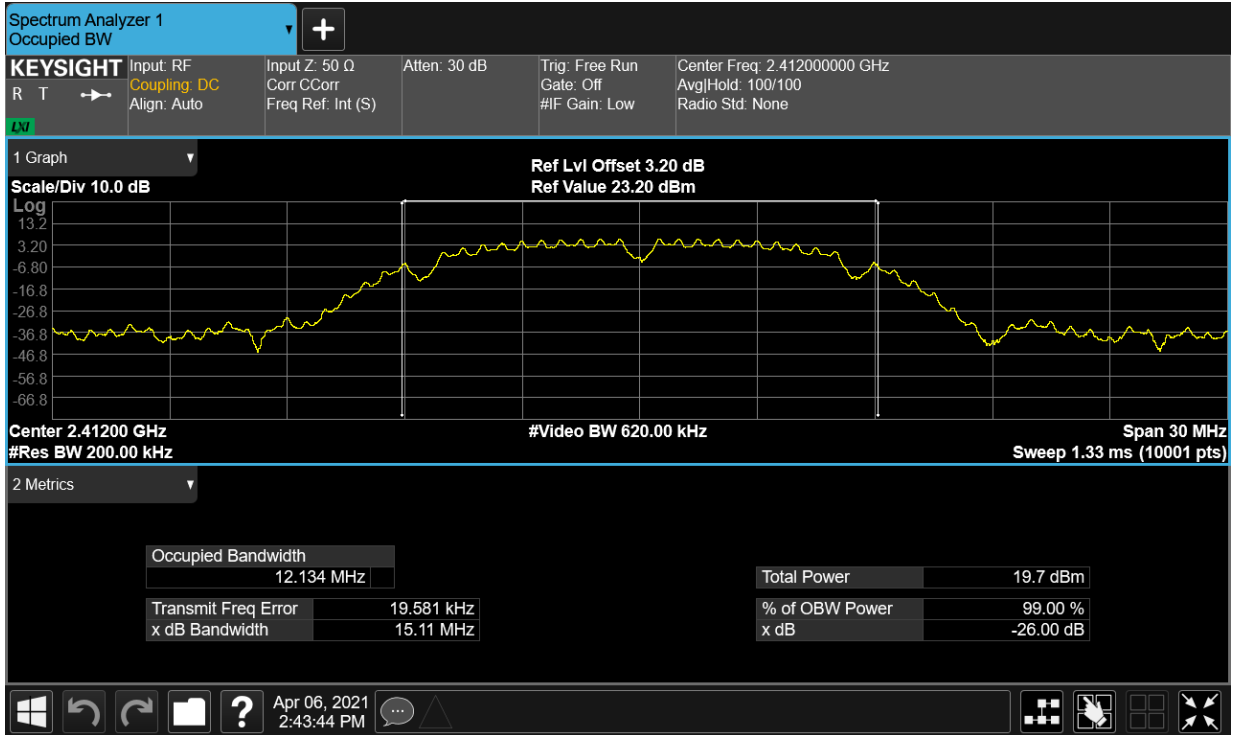 Spectrum Analyzer 1
Occupied BW
KEYSIGHT
R T
LXI
Input: RF
Coupling: DC
Align: Auto
Input Z: 50 Ω
Corr CCorr
Freq Ref: Int (S)
Atten: 30 dB
Trig: Free Run
Gate: Off
#IF Gain: Low
Center Freq: 2.412000000 GHz
Avg|Hold: 100/100
Radio Std: None
1 Graph
Scale/Div 10.0 dB
Ref Lvl Offset 3.20 dB
Ref Value 23.20 dBm
Log
13.2
3.20
-6.80
-16.8
-26.8
-36.8
-46.8
-56.8
-66.8
Center 2.41200 GHz
#Res BW 200.00 kHz
#Video BW 620.00 kHz
Span 30 MHz
Sweep 1.33 ms (10001 pts)
2 Metrics
Occupied Bandwidth
12.134 MHz
Transmit Freq Error 19.581 kHz
x dB Bandwidth 15.11 MHz
Total Power 19.7 dBm
% of OBW Power 99.00 %
x dB -26.00 dB
?
Apr 06, 2021
2:43:44 PM